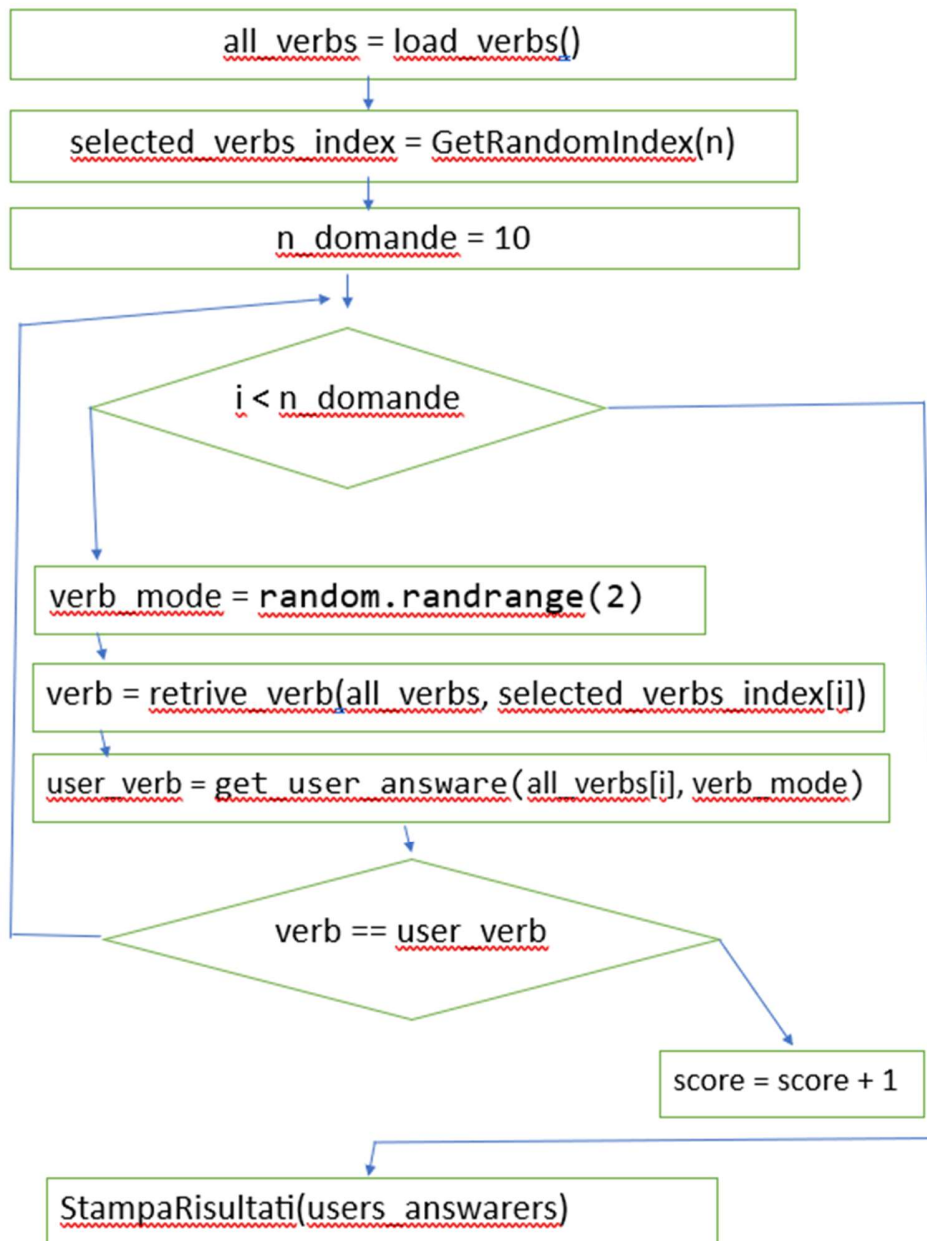 all_verbs = load_verbs()
selected_verbs_index = GetRandomIndex(n)
n_domande = 10
i < n_domande
verb_mode = random.randrange(2)
verb = retrive_verb(all_verbs, selected_verbs_index[i])
user_verb = get_user_answare(all_verbs[i], verb_mode)
verb == user_verb
score = score + 1
StampaRisultati(users_answarers)